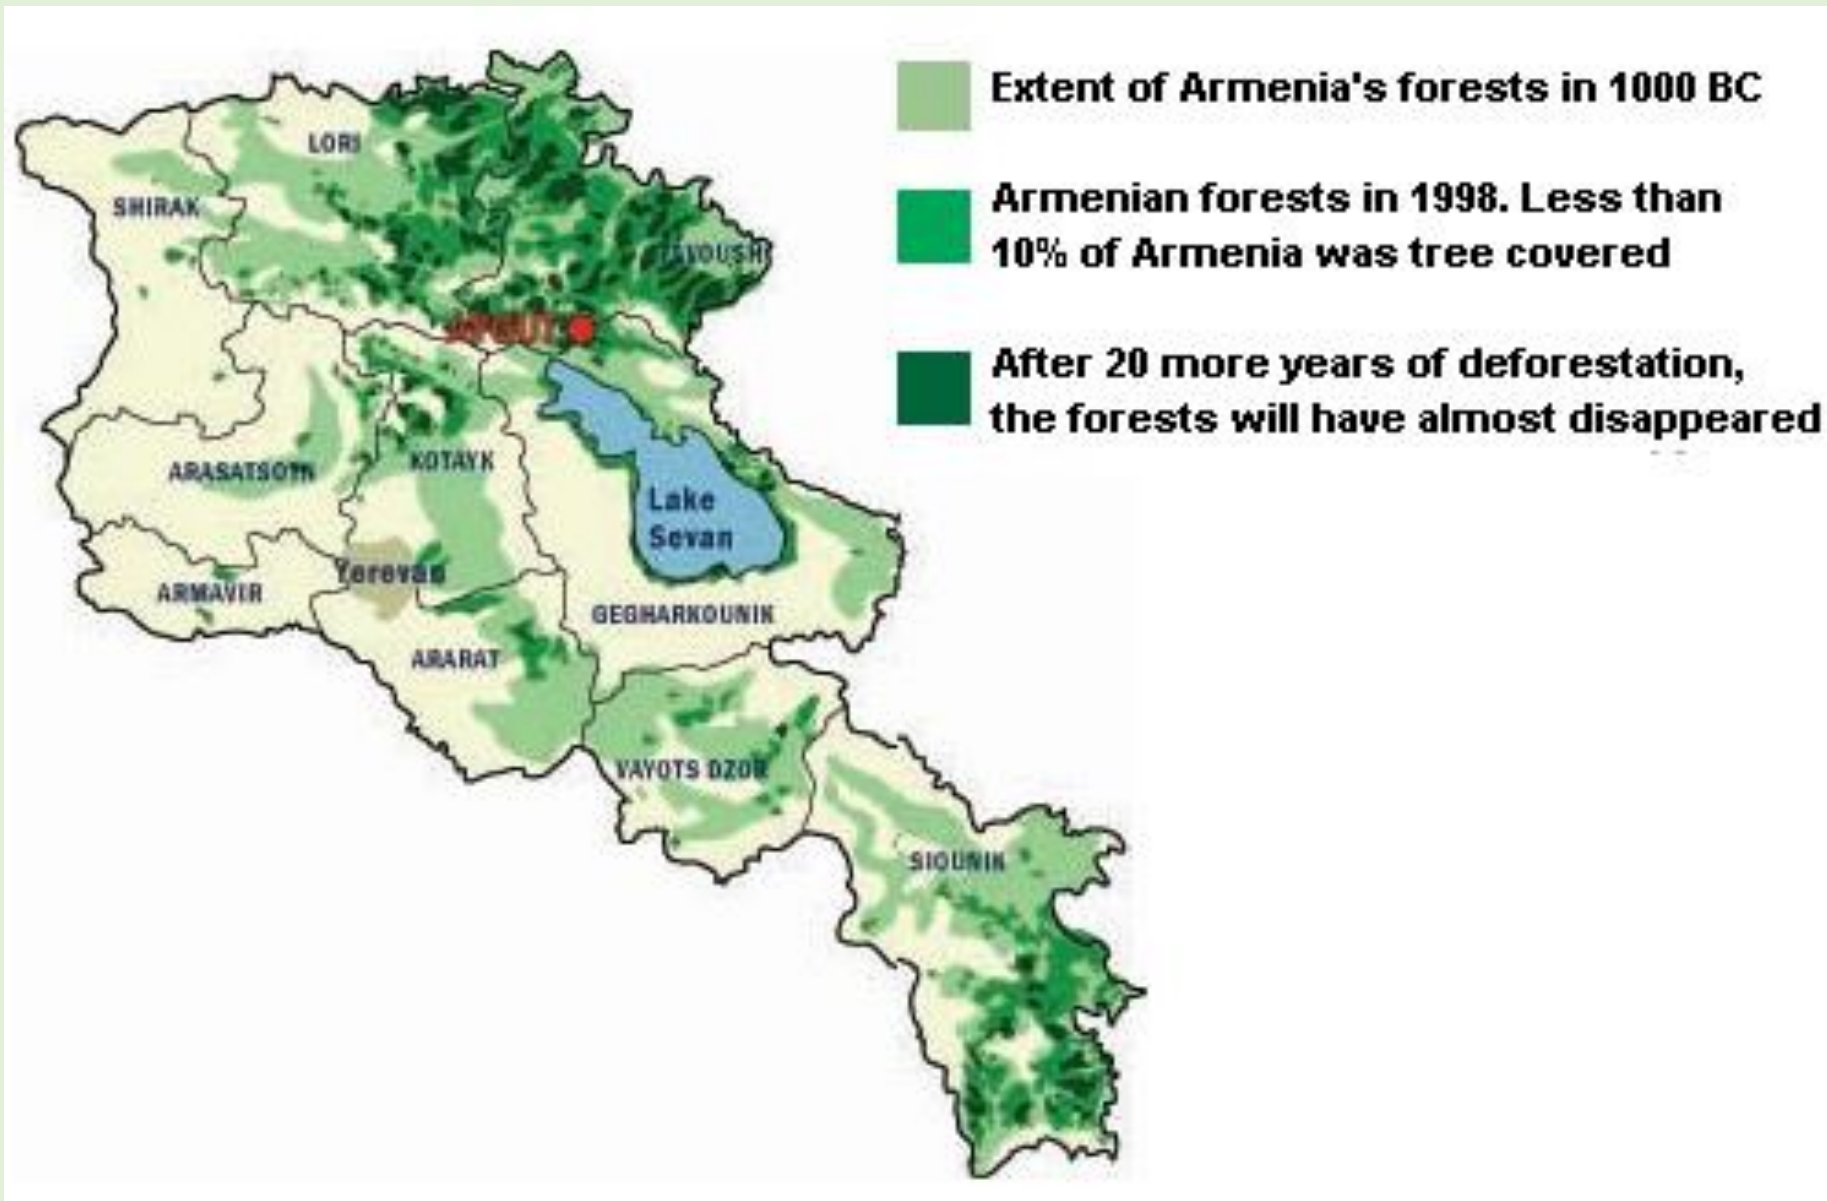 Extent of Armenia's forests in 1000 BC
Armenian forests in 1998. Less than
10% of Armenia was tree covered
After 20 more years of deforestation,
the forests will have almost disappeared
LORI
SHIRAK
TAVOUSH
ARASATSOTN
KOTAYK
Lake
Sevan
Yerevan
ARMAVIR
GEGHARKOUNIK
ARARAT
VAYOTS DZOR
SIOUNIK